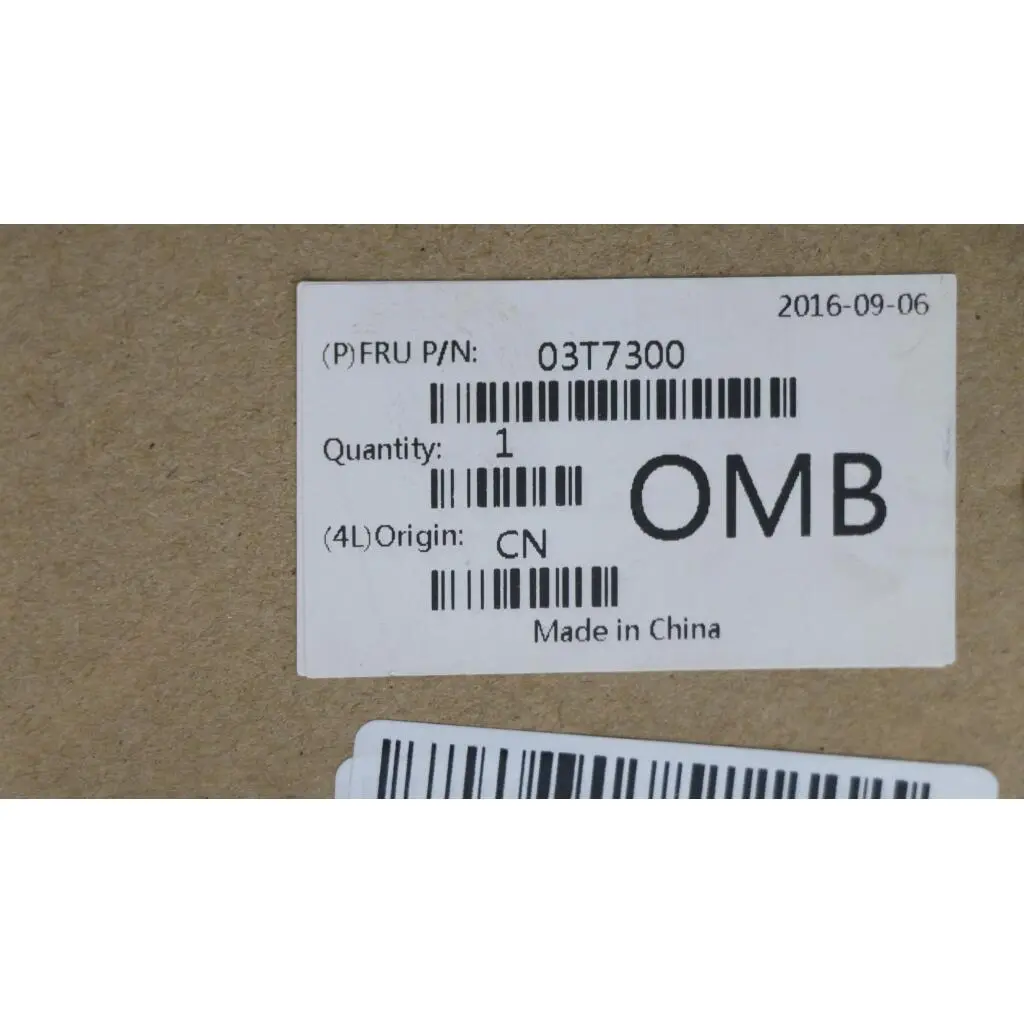 2016-09-06
(P)FRU P/N: 03T7300
Quantity: 1
OMB
(4L)Origin: CN
Made in China